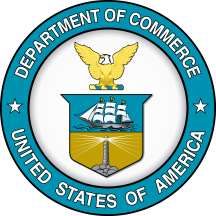 DEPARTMENT OF COMMERCE
UNITED STATES OF AMERICA